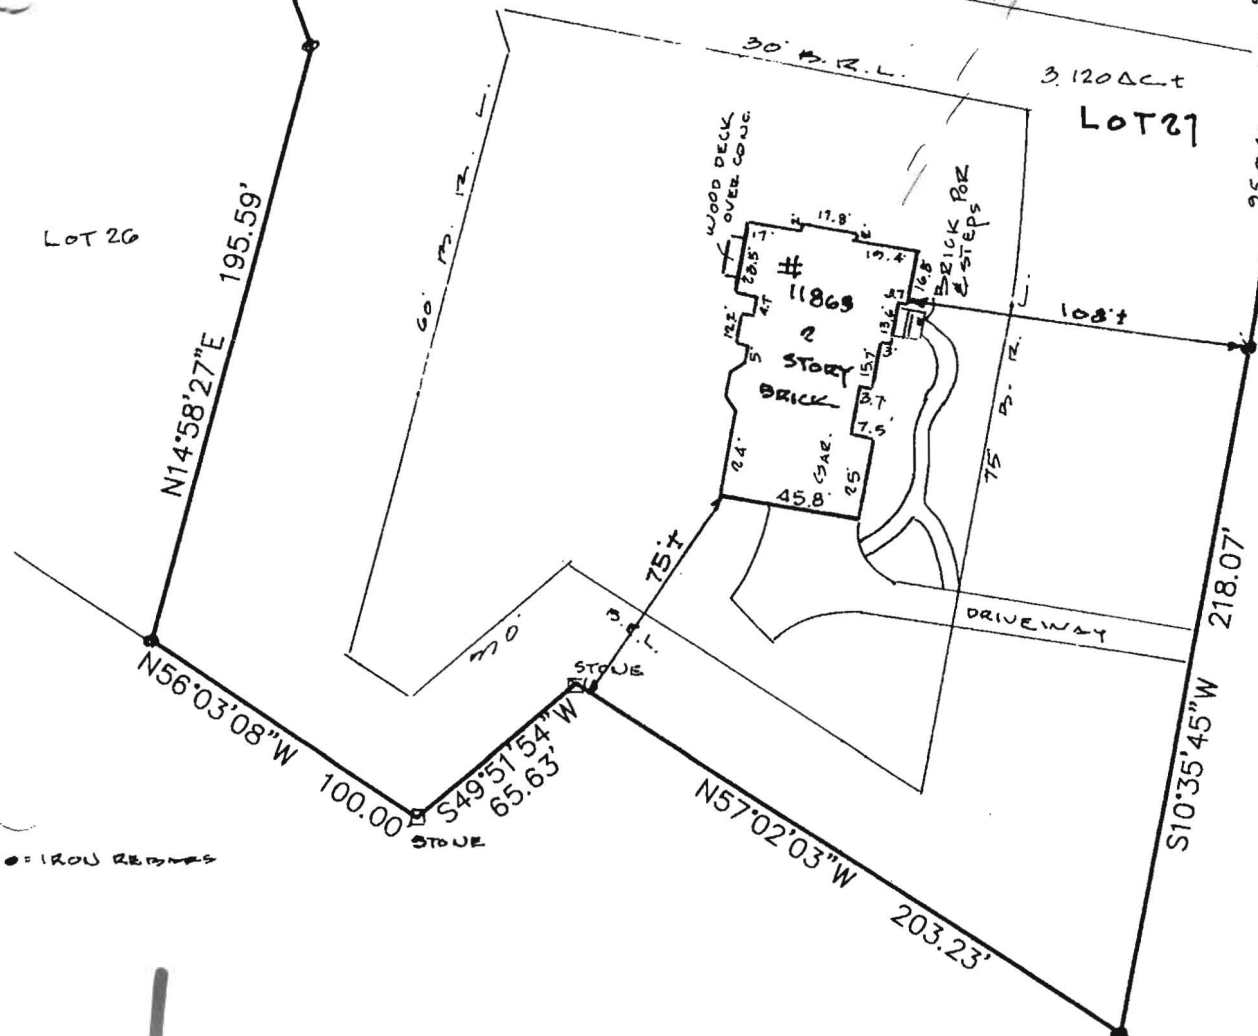 30' B.R.L.
3.120 Ac±
LOT 27
LOT 26
195.59'
N14°58'27"E
60' B.R.L.
WOOD DECK
OVER CONC.
BRICK POR
& STEPS
17'
2'
17.8'
2'
19.4'
16.8'
28.5'
4.7
12.2'
5'
24'
#
11863
2
STORY
BRICK
GAR.
13.6'
3'
15.7'
3.7
7.5'
25'
45.8'
108'±
75' B.R.L.
75'±
DRIVEWAY
218.07'
S10°35'45"W
30' B.R.L.
STONE
N56°03'08"W 100.00'
S49°51'54"W
65.63'
STONE
N57°02'03"W 203.23'
●= IRON REBARS